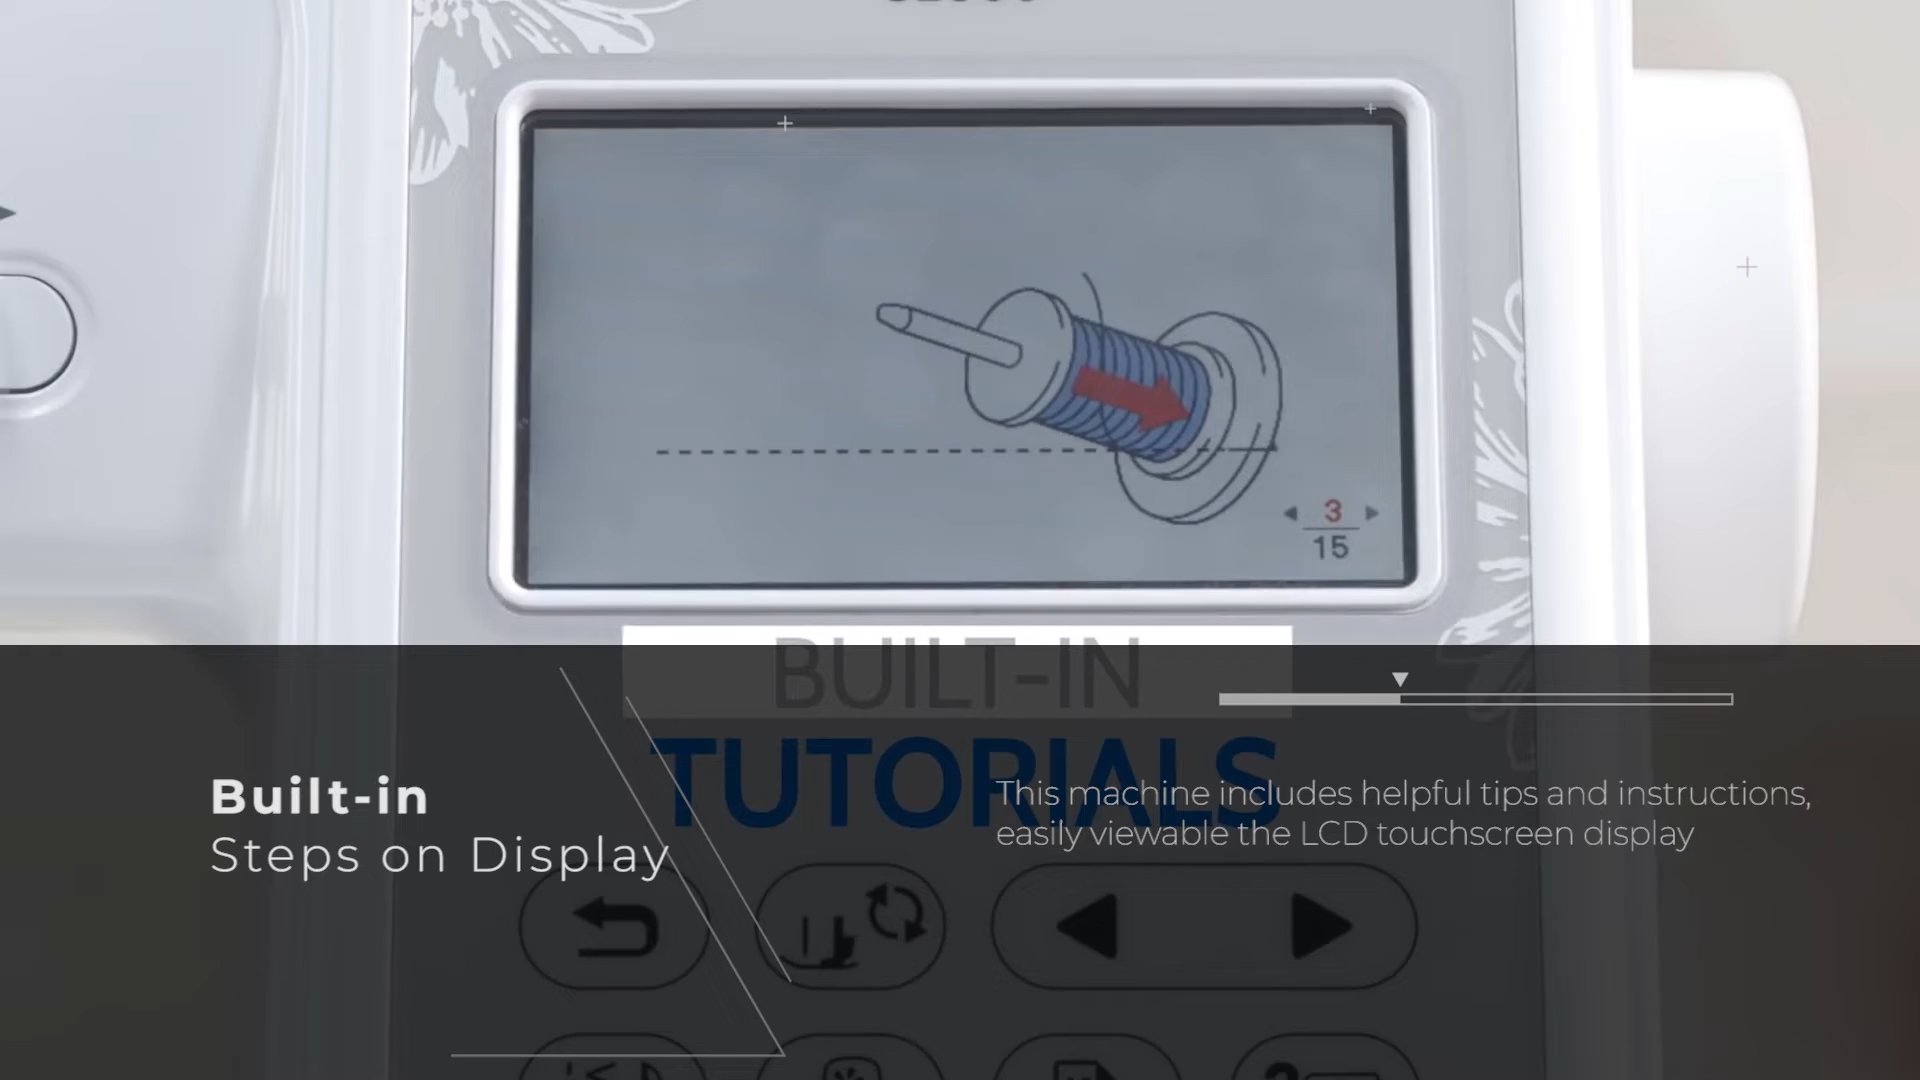 3
15
BUILT-IN
TUTORIALS
Built-in
Steps on Display
This machine includes helpful tips and instructions,
easily viewable the LCD touchscreen display